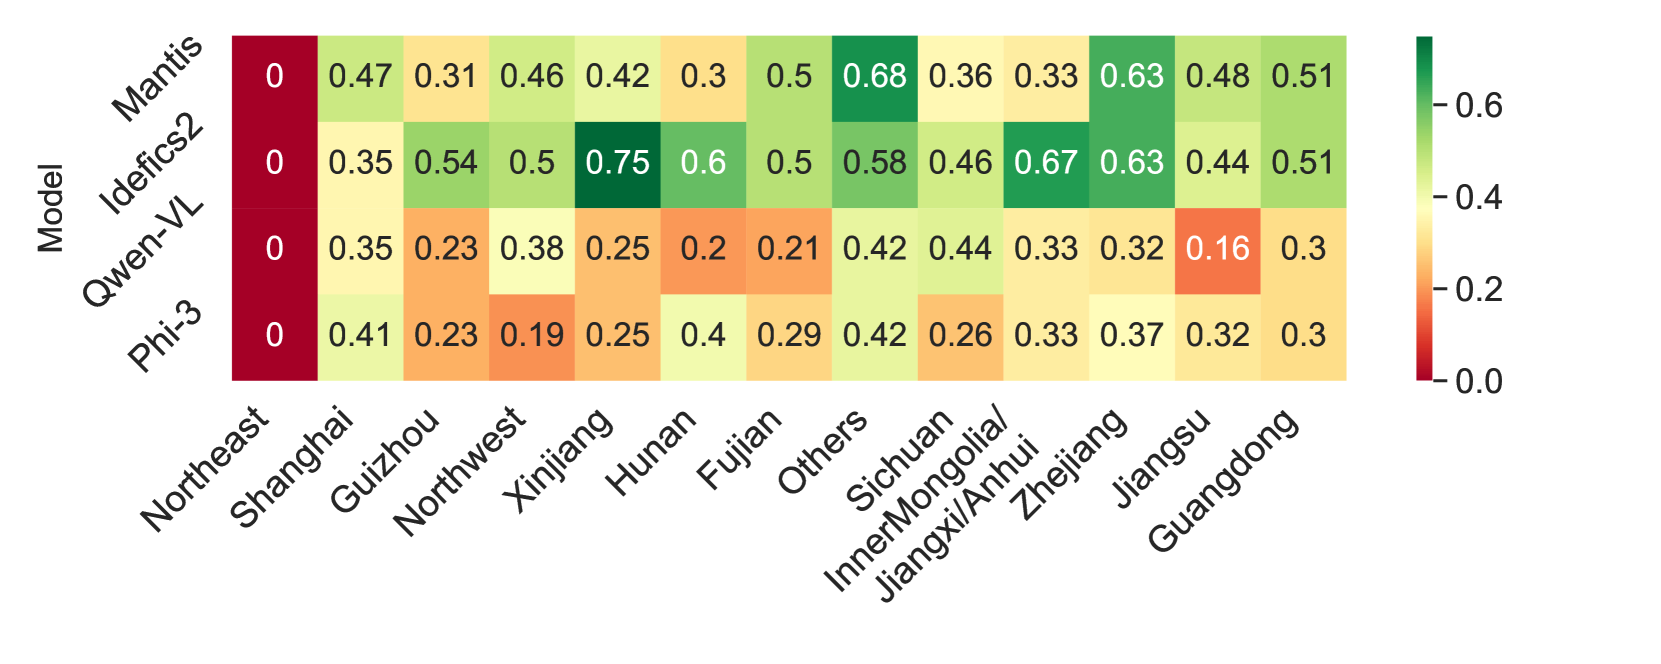 Model
Mantis 0 0.47 0.31 0.46 0.42 0.3 0.5 0.68 0.36 0.33 0.63 0.48 0.51
Idefics2 0 0.35 0.54 0.5 0.75 0.6 0.5 0.58 0.46 0.67 0.63 0.44 0.51
Qwen-VL 0 0.35 0.23 0.38 0.25 0.2 0.21 0.42 0.44 0.33 0.32 0.16 0.3
Phi-3 0 0.41 0.23 0.19 0.25 0.4 0.29 0.42 0.26 0.33 0.37 0.32 0.3
Northeast
Shanghai
Guizhou
Northwest
Xinjiang
Hunan
Fujian
Others
Sichuan
InnerMongolia/
Jiangxi/Anhui
Zhejiang
Jiangsu
Guangdong
0.6
0.4
0.2
0.0